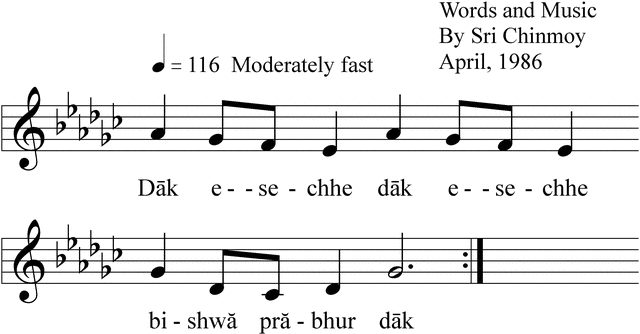 Words and Music
By Sri Chinmoy
April, 1986
= 116 Moderately fast
Dāk e - - se - chhe dāk e - - se - chhe
bi - shwă pră - bhur dāk